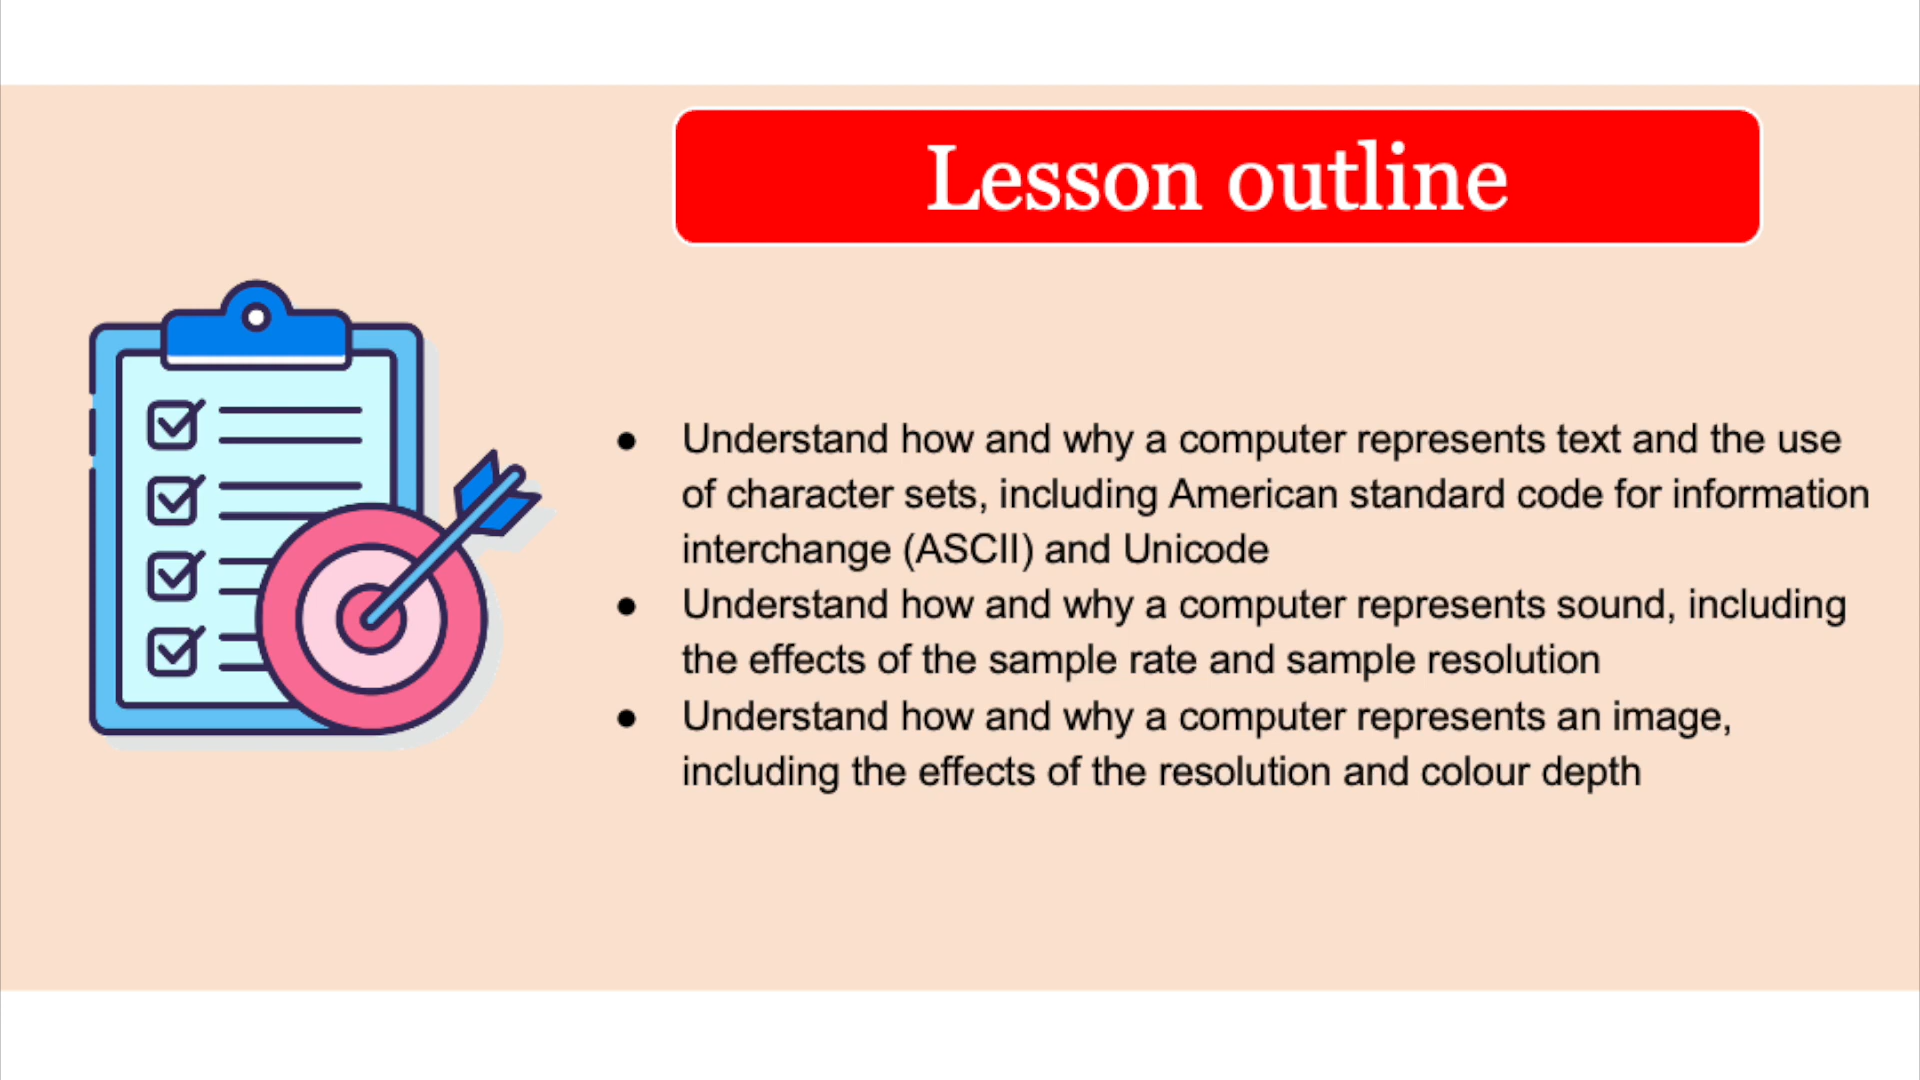 Lesson outline
● Understand how and why a computer represents text and the use
of character sets, including American standard code for information
interchange (ASCII) and Unicode
● Understand how and why a computer represents sound, including
the effects of the sample rate and sample resolution
● Understand how and why a computer represents an image,
including the effects of the resolution and colour depth